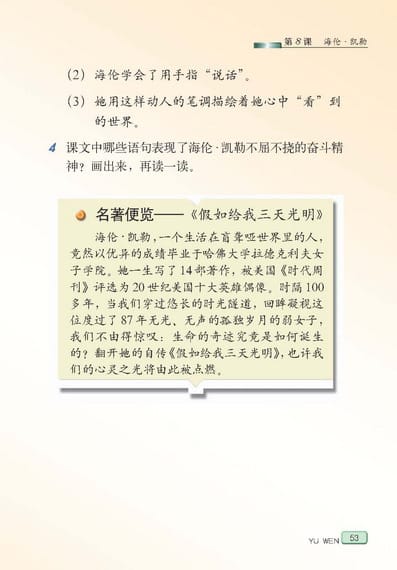 第8课 海伦·凯勒
(2) 海伦学会了用手指“说话”。
(3) 她用这样动人的笔调描绘着她心中“看”到
的世界。
4 课文中哪些语句表现了海伦·凯勒不屈不挠的奋斗精
神？画出来，再读一读。
名著便览——《假如给我三天光明》
海伦·凯勒，一个生活在盲聋哑世界里的人，
竟然以优异的成绩毕业于哈佛大学拉德克利夫女
子学院。她一生写了14部著作，被美国《时代周
刊》评选为20世纪美国十大英雄偶像。时隔100
多年，当我们穿过悠长的时光隧道，回眸凝视这
位度过了87年无光、无声的孤独岁月的弱女子，
我们不由得惊叹：生命的奇迹究竟是如何诞生
的？翻开她的自传《假如给我三天光明》，也许我
们的心灵之光将由此被点燃。
YU WEN 53